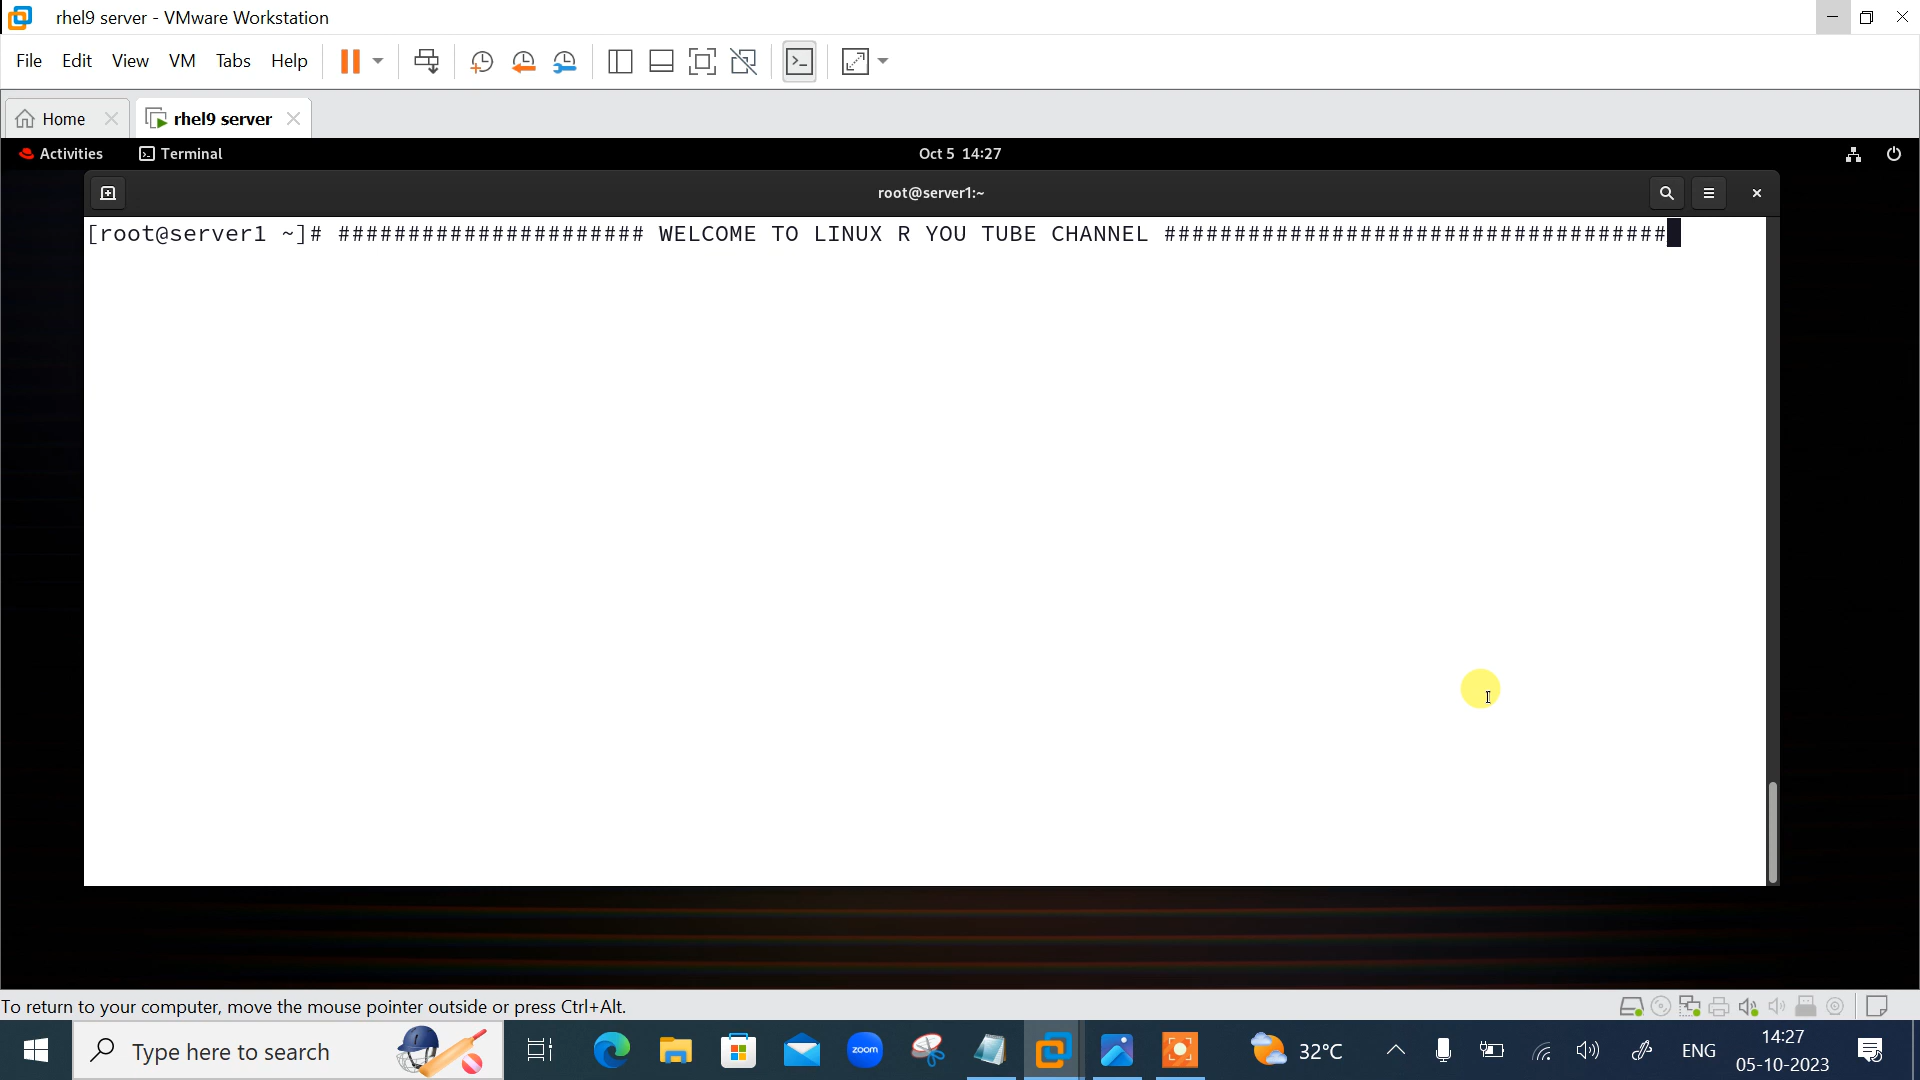 rhel9 server - VMware Workstation
File Edit View VM Tabs Help
Home
rhel9 server
Activities Terminal Oct 5 14:27
root@server1:~
[root@server1 ~]# ###################### WELCOME TO LINUX R YOU TUBE CHANNEL ####################################
To return to your computer, move the mouse pointer outside or press Ctrl+Alt.
Type here to search
zoom
32°C
ENG
14:27
05-10-2023